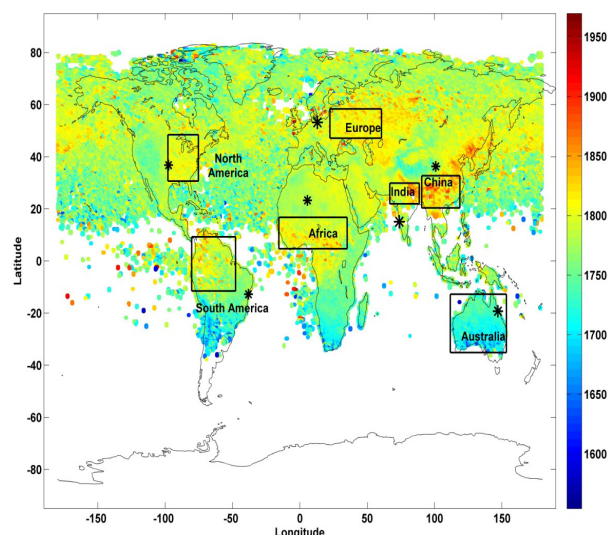 80
60
40
20
0
-20
-40
-60
-80
Latitude
-150
-100
-50
0
50
100
150
Longitude
North
America
Europe
India
China
Africa
South America
Australia
1950
1900
1850
1800
1750
1700
1650
1600